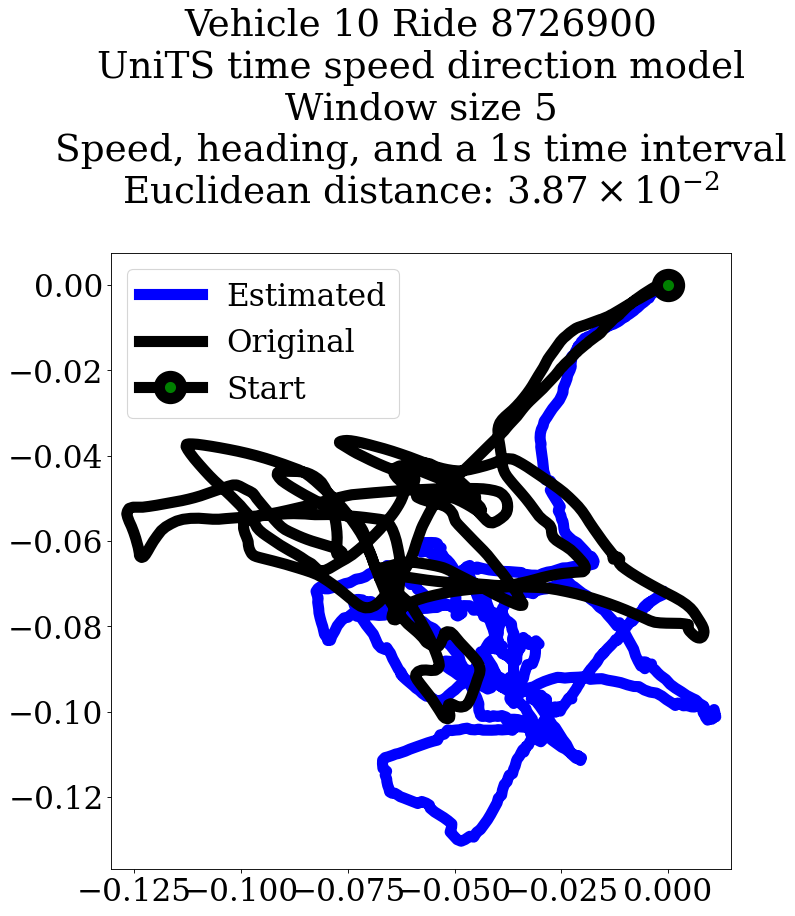 Vehicle 10 Ride 8726900
UniTS time speed direction model
Window size 5
Speed, heading, and a 1s time interval
Euclidean distance: 3.87 × 10⁻²
Estimated
Original
Start
0.00
−0.02
−0.04
−0.06
−0.08
−0.10
−0.12
−0.125 −0.100 −0.075 −0.050 −0.025 0.000